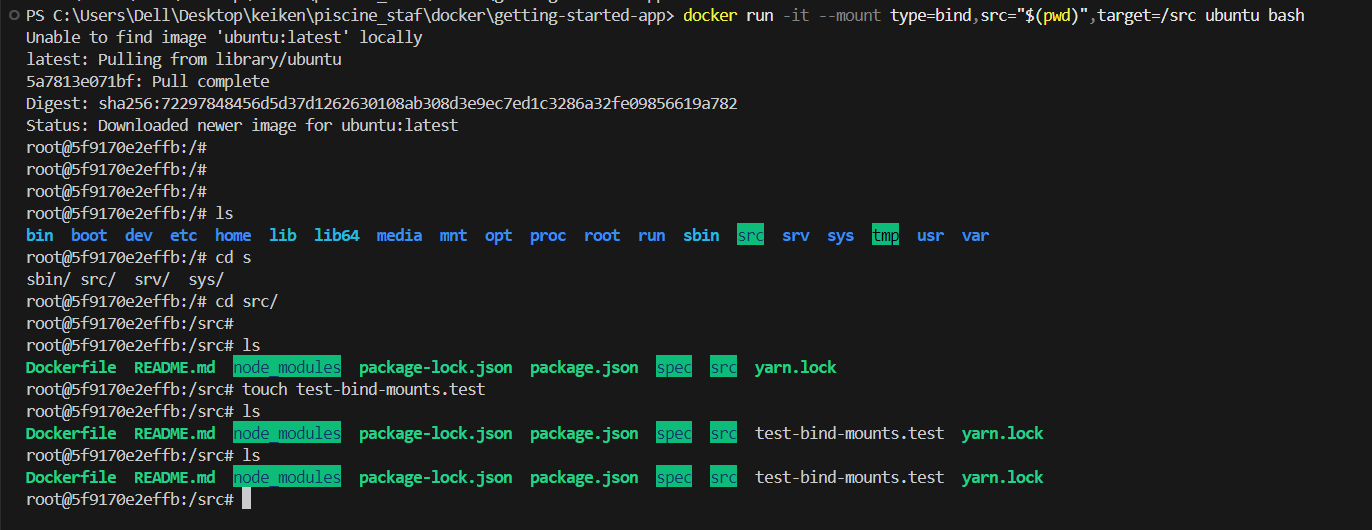 PS C:\Users\Dell\Desktop\keiken\piscine_staf\docker\getting-started-app> docker run -it --mount type=bind,src="$(pwd)",target=/src ubuntu bash
Unable to find image 'ubuntu:latest' locally
latest: Pulling from library/ubuntu
5a7813e071bf: Pull complete
Digest: sha256:72297848456d5d37d1262630108ab308d3e9ec7ed1c3286a32fe09856619a782
Status: Downloaded newer image for ubuntu:latest
root@5f9170e2effb:/#
root@5f9170e2effb:/#
root@5f9170e2effb:/#
root@5f9170e2effb:/# ls
bin  boot  dev  etc  home  lib  lib64  media  mnt  opt  proc  root  run  sbin  src  srv  sys  tmp  usr  var
root@5f9170e2effb:/# cd s
sbin/ src/  srv/  sys/
root@5f9170e2effb:/# cd src/
root@5f9170e2effb:/src#
root@5f9170e2effb:/src# ls
Dockerfile  README.md  node_modules  package-lock.json  package.json  spec  src  yarn.lock
root@5f9170e2effb:/src# touch test-bind-mounts.test
root@5f9170e2effb:/src# ls
Dockerfile  README.md  node_modules  package-lock.json  package.json  spec  src  test-bind-mounts.test  yarn.lock
root@5f9170e2effb:/src# ls
Dockerfile  README.md  node_modules  package-lock.json  package.json  spec  src  test-bind-mounts.test  yarn.lock
root@5f9170e2effb:/src#